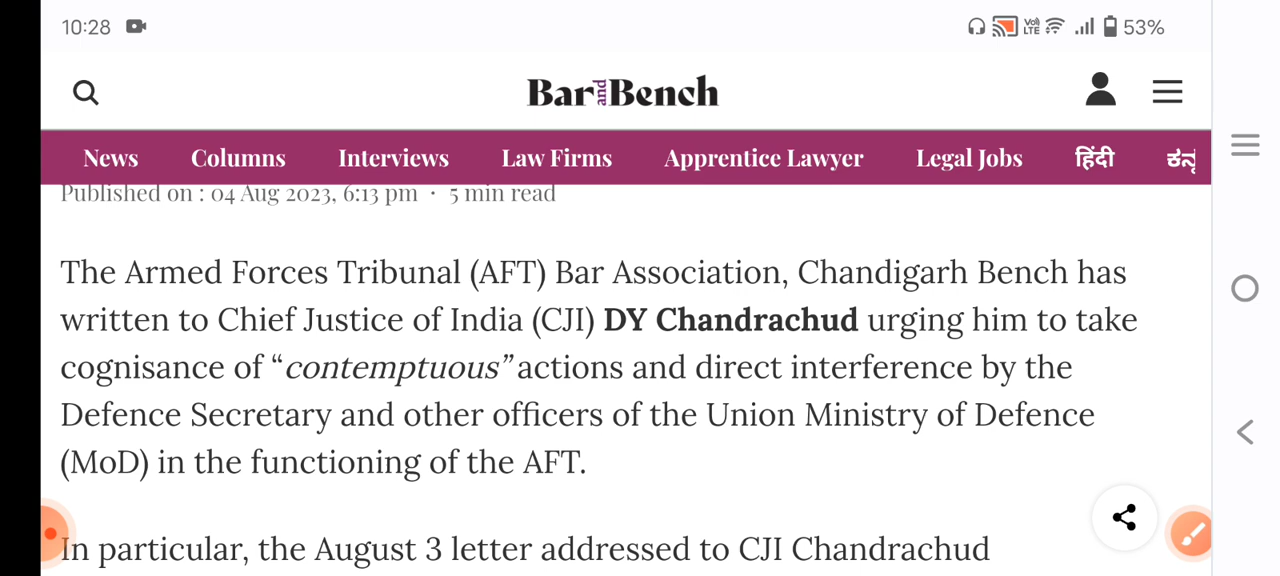 10:28
Vo) LTE
53%
Bar and Bench
News Columns Interviews Law Firms Apprentice Lawyer Legal Jobs हिंदी ಕನ್ನ
Published on : 04 Aug 2023, 6:13 pm · 5 min read
The Armed Forces Tribunal (AFT) Bar Association, Chandigarh Bench has
written to Chief Justice of India (CJI) DY Chandrachud urging him to take
cognisance of “contemptuous” actions and direct interference by the
Defence Secretary and other officers of the Union Ministry of Defence
(MoD) in the functioning of the AFT.
In particular, the August 3 letter addressed to CJI Chandrachud